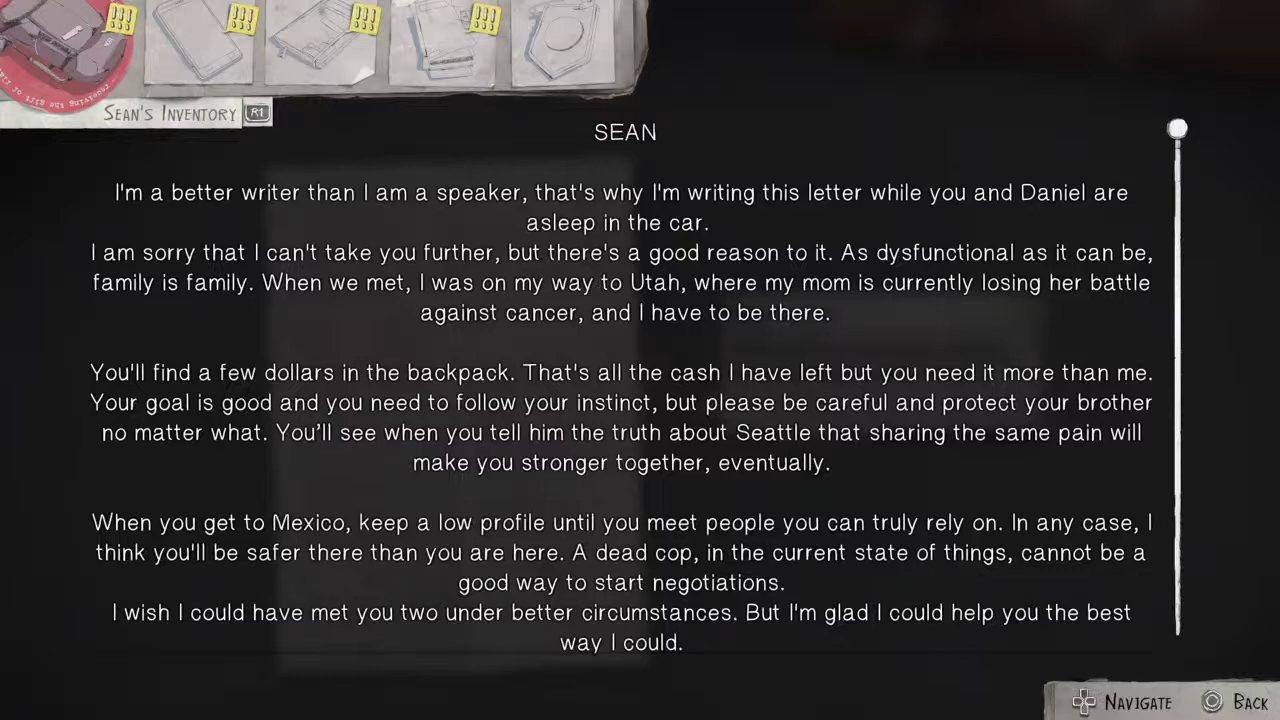 receiving the gift of
SEAN'S INVENTORY R1
SEAN
I'm a better writer than I am a speaker, that's why I'm writing this letter while you and Daniel are
asleep in the car.
I am sorry that I can't take you further, but there's a good reason to it. As dysfunctional as it can be,
family is family. When we met, I was on my way to Utah, where my mom is currently losing her battle
against cancer, and I have to be there.
You'll find a few dollars in the backpack. That's all the cash I have left but you need it more than me.
Your goal is good and you need to follow your instinct, but please be careful and protect your brother
no matter what. You'll see when you tell him the truth about Seattle that sharing the same pain will
make you stronger together, eventually.
When you get to Mexico, keep a low profile until you meet people you can truly rely on. In any case, I
think you'll be safer there than you are here. A dead cop, in the current state of things, cannot be a
good way to start negotiations.
I wish I could have met you two under better circumstances. But I'm glad I could help you the best
way I could.
NAVIGATE BACK